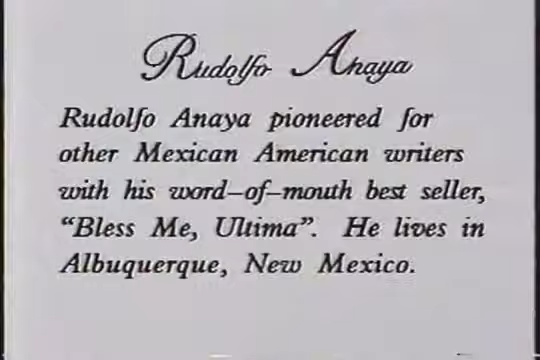 Rudolfo Anaya
Rudolfo Anaya pioneered for
other Mexican American writers
with his word-of-mouth best seller,
“Bless Me, Ultima”. He lives in
Albuquerque, New Mexico.